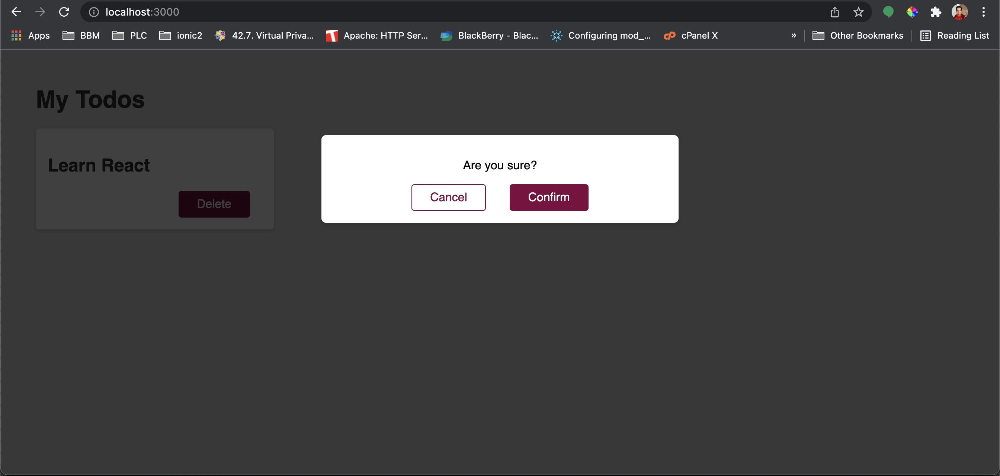 localhost:3000
Apps BBM PLC ionic2 42.7. Virtual Priva... Apache: HTTP Ser... BlackBerry - Blac... Configuring mod_... cPanel X » Other Bookmarks Reading List
My Todos
Learn React
Delete
Are you sure?
Cancel Confirm